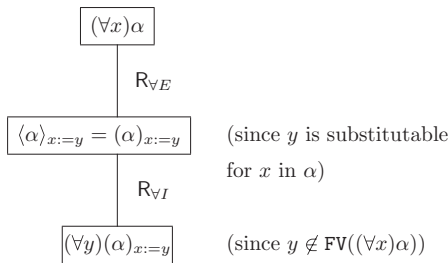 (∀x)α
R∀E
⟨α⟩x:=y = (α)x:=y (since y is substitutable
for x in α)
R∀I
(∀y)(α)x:=y (since y ∉ FV((∀x)α))